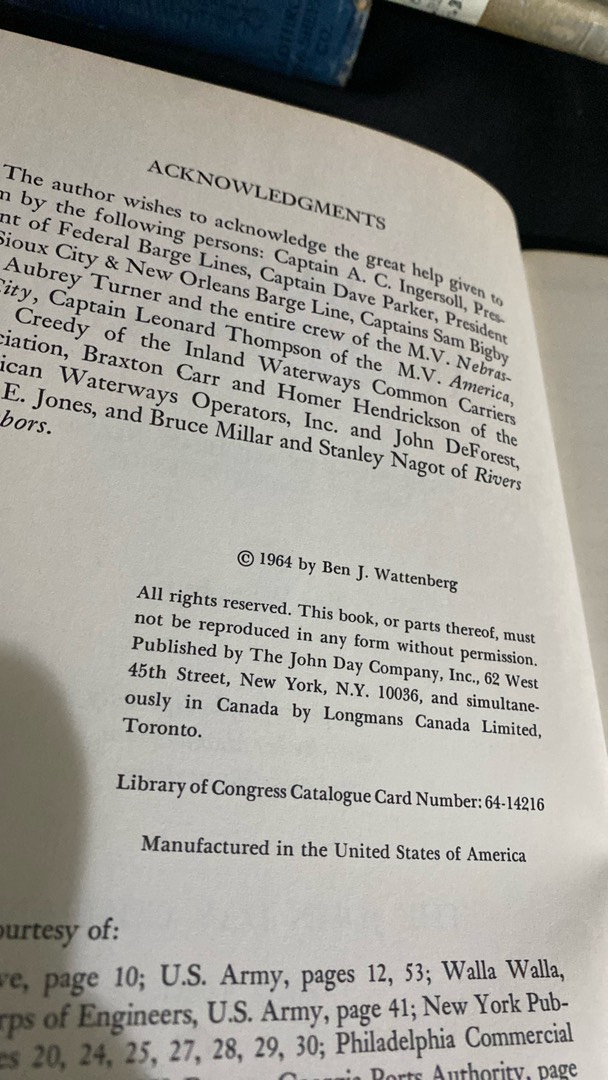 ACKNOWLEDGMENTS
The author wishes to acknowledge the great help given to
by the following persons: Captain A. C. Ingersoll, Pres-
of Federal Barge Lines, Captain Dave Parker, President
Sioux City & New Orleans Barge Line, Captains Sam Bigby
Aubrey Turner and the entire crew of the M.V. Nebras-
City, Captain Leonard Thompson of the M.V. America,
Creedy of the Inland Waterways Common Carriers
ciation, Braxton Carr and Homer Hendrickson of the
ican Waterways Operators, Inc. and John DeForest,
E. Jones, and Bruce Millar and Stanley Nagot of Rivers
bors.
© 1964 by Ben J. Wattenberg
All rights reserved. This book, or parts thereof, must
not be reproduced in any form without permission.
Published by The John Day Company, Inc., 62 West
45th Street, New York, N.Y. 10036, and simultane-
ously in Canada by Longmans Canada Limited,
Toronto.
Library of Congress Catalogue Card Number: 64-14216
Manufactured in the United States of America
ourtesy of:
ve, page 10; U.S. Army, pages 12, 53; Walla Walla,
rps of Engineers, U.S. Army, page 41; New York Pub-
es 20, 24, 25, 27, 28, 29, 30; Philadelphia Commercial
Ports Authority, page